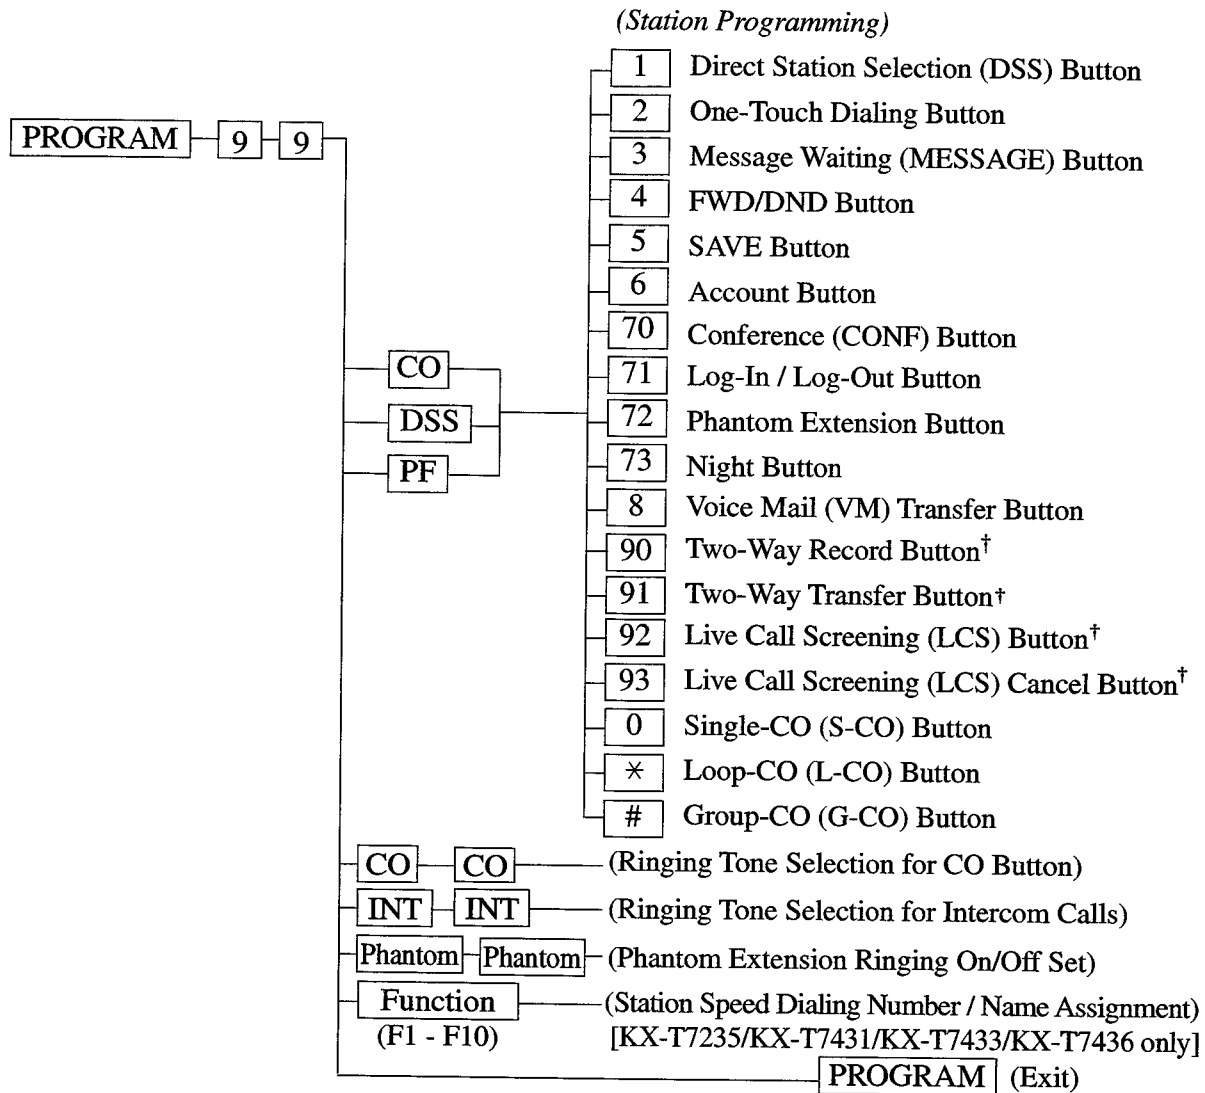 (Station Programming)
1 Direct Station Selection (DSS) Button
2 One-Touch Dialing Button
PROGRAM 9 9
3 Message Waiting (MESSAGE) Button
4 FWD/DND Button
5 SAVE Button
6 Account Button
70 Conference (CONF) Button
CO
71 Log-In / Log-Out Button
DSS
72 Phantom Extension Button
PF
73 Night Button
8 Voice Mail (VM) Transfer Button
90 Two-Way Record Button†
91 Two-Way Transfer Button†
92 Live Call Screening (LCS) Button†
93 Live Call Screening (LCS) Cancel Button†
0 Single-CO (S-CO) Button
* Loop-CO (L-CO) Button
# Group-CO (G-CO) Button
CO CO (Ringing Tone Selection for CO Button)
INT INT (Ringing Tone Selection for Intercom Calls)
Phantom Phantom (Phantom Extension Ringing On/Off Set)
Function (Station Speed Dialing Number / Name Assignment)
(F1 - F10) [KX-T7235/KX-T7431/KX-T7433/KX-T7436 only]
PROGRAM (Exit)